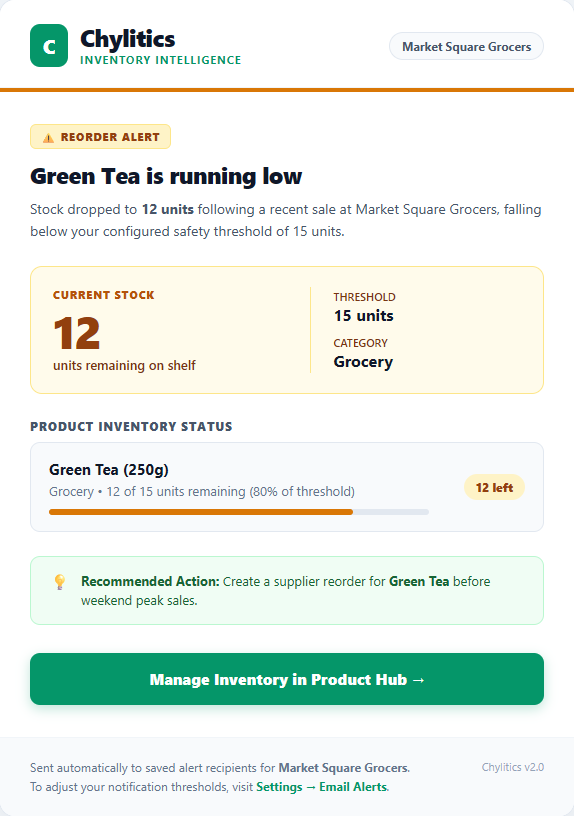 C
Chylitics
INVENTORY INTELLIGENCE
Market Square Grocers
⚠️ REORDER ALERT
Green Tea is running low
Stock dropped to 12 units following a recent sale at Market Square Grocers, falling
below your configured safety threshold of 15 units.
CURRENT STOCK
12
units remaining on shelf
THRESHOLD
15 units
CATEGORY
Grocery
PRODUCT INVENTORY STATUS
Green Tea (250g)
Grocery • 12 of 15 units remaining (80% of threshold)
12 left
💡 Recommended Action: Create a supplier reorder for Green Tea before
weekend peak sales.
Manage Inventory in Product Hub →
Sent automatically to saved alert recipients for Market Square Grocers.
To adjust your notification thresholds, visit Settings → Email Alerts.
Chylitics v2.0